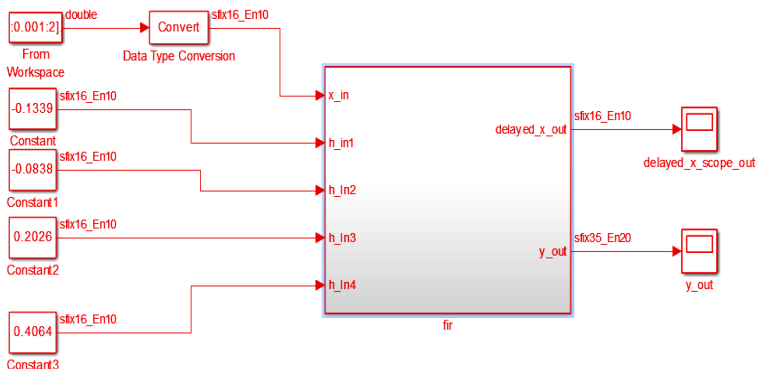 double
:0.001:2].
Convert
sfix16_En10
From
Workspace
Data Type Conversion
sfix16_En10
-0.1339
Constant
sfix16_En10
-0.0838
Constant1
sfix16_En10
0.2026
Constant2
sfix16_En10
0.4064
Constant3
x_in
h_in1
h_In2
h_In3
h_In4
delayed_x_out
y_out
fir
sfix16_En10
delayed_x_scope_out
sfix35_En20
y_out